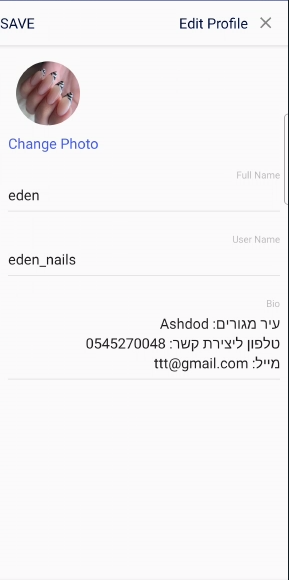 SAVE
Edit Profile
Change Photo
Full Name
eden
User Name
eden_nails
Bio
עיר מגורים: Ashdod
טלפון ליצירת קשר: 0545270048
מייל: ttt@gmail.com